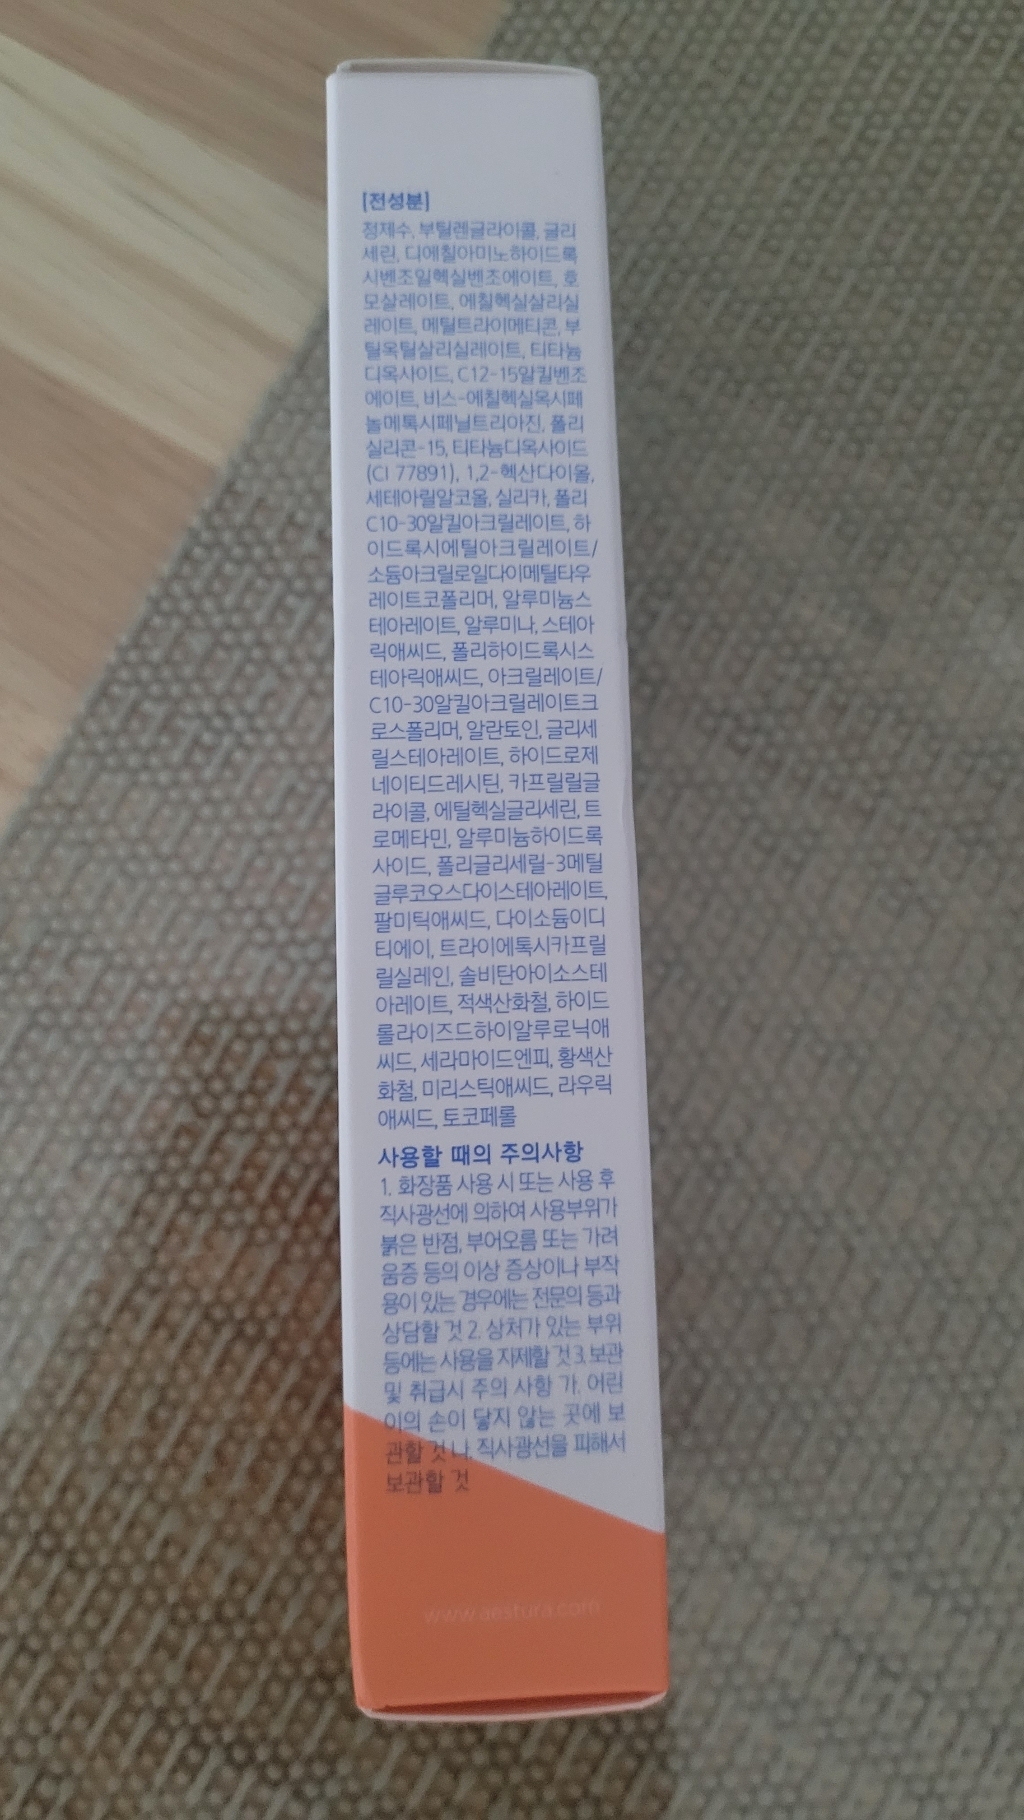 [전성분]
정제수, 부틸렌글라이콜, 글리
세린, 디에칠아미노하이드록
시벤조일헥실벤조에이트, 호
모살레이트, 에칠헥실살리실
레이트, 메틸트라이메티콘, 부
틸옥틸살리실레이트, 티타늄
디옥사이드, C12-15알킬벤조
에이트, 비스-에칠헥실옥시페
놀메톡시페닐트리아진, 폴리
실리콘-15, 티타늄디옥사이드
(CI 77891), 1,2-헥산다이올,
세테아릴알코올, 실리카, 폴리
C10-30알킬아크릴레이트, 하
이드록시에틸아크릴레이트/
소듐아크릴로일다이메틸타우
레이트코폴리머, 알루미늄스
테아레이트, 알루미나, 스테아
릭애씨드, 폴리하이드록시스
테아릭애씨드, 아크릴레이트/
C10-30알킬아크릴레이트크
로스폴리머, 알란토인, 글리세
릴스테아레이트, 하이드로제
네이티드레시틴, 카프릴릴글
라이콜, 에틸헥실글리세린, 트
로메타민, 알루미늄하이드록
사이드, 폴리글리세릴-3메틸
글루코오스다이스테아레이트,
팔미틱애씨드, 다이소듐이디
티에이, 트라이에톡시카프릴
릴실레인, 솔비탄아이소스테
아레이트, 적색산화철, 하이드
롤라이즈드하이알루로닉애
씨드, 세라마이드엔피, 황색산
화철, 미리스틱애씨드, 라우릭
애씨드, 토코페롤
사용할 때의 주의사항
1. 화장품 사용 시 또는 사용 후
직사광선에 의하여 사용부위가
붉은 반점, 부어오름 또는 가려
움증 등의 이상 증상이나 부작
용이 있는 경우에는 전문의 등과
상담할 것 2. 상처가 있는 부위
등에는 사용을 자제할 것 3. 보관
및 취급시 주의 사항 가. 어린
이의 손이 닿지 않는 곳에 보
관할 것 나. 직사광선을 피해서
보관할 것
www.aestura.com